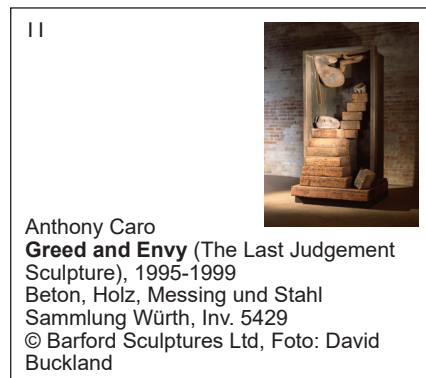 11
Anthony Caro
Greed and Envy (The Last Judgement
Sculpture), 1995-1999
Beton, Holz, Messing und Stahl
Sammlung Würth, Inv. 5429
© Barford Sculptures Ltd, Foto: David
Buckland